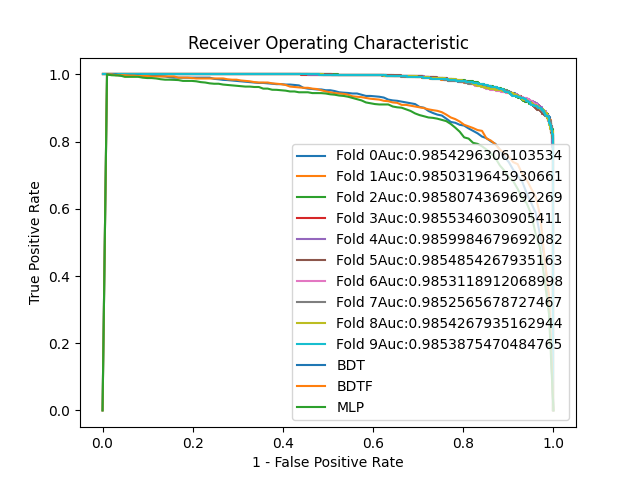 Receiver Operating Characteristic
True Positive Rate
1.0
0.8
0.6
0.4
0.2
0.0
Fold 0Auc:0.9854296306103534
Fold 1Auc:0.9850319645930661
Fold 2Auc:0.9858074369692269
Fold 3Auc:0.9855346030905411
Fold 4Auc:0.9859984679692082
Fold 5Auc:0.9854854267935163
Fold 6Auc:0.9853118912068998
Fold 7Auc:0.9852565678727467
Fold 8Auc:0.9854267935162944
Fold 9Auc:0.9853875470484765
BDT
BDTF
MLP
0.0 0.2 0.4 0.6 0.8 1.0
1 - False Positive Rate